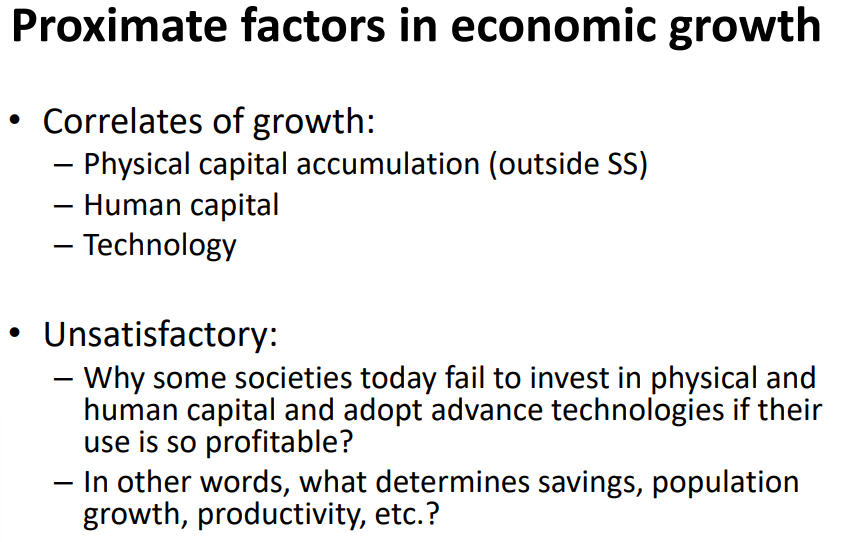 Proximate factors in economic growth
• Correlates of growth:
– Physical capital accumulation (outside SS)
– Human capital
– Technology
• Unsatisfactory:
– Why some societies today fail to invest in physical and
human capital and adopt advance technologies if their
use is so profitable?
– In other words, what determines savings, population
growth, productivity, etc.?